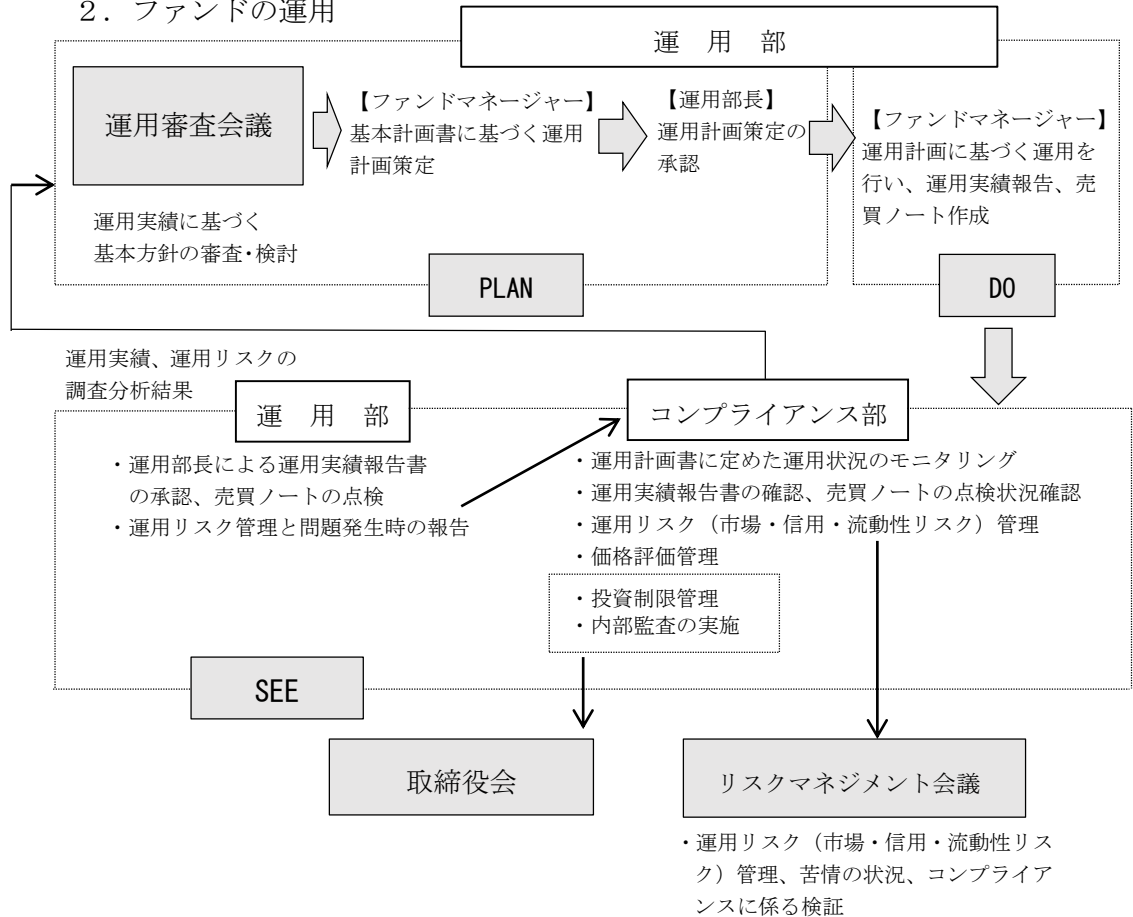 ２．ファンドの運用
運　用　部
運用審査会議
運用実績に基づく
基本方針の審査・検討
【ファンドマネージャー】
基本計画書に基づく運用
計画策定
【運用部長】
運用計画策定の
承認
【ファンドマネージャー】
運用計画に基づく運用を
行い、運用実績報告、売
買ノート作成
PLAN
DO
運用実績、運用リスクの
調査分析結果
運　用　部
・運用部長による運用実績報告書
の承認、売買ノートの点検
・運用リスク管理と問題発生時の報告
コンプライアンス部
・運用計画書に定めた運用状況のモニタリング
・運用実績報告書の確認、売買ノートの点検状況確認
・運用リスク（市場・信用・流動性リスク）管理
・価格評価管理
・投資制限管理
・内部監査の実施
SEE
取締役会
リスクマネジメント会議
・運用リスク（市場・信用・流動性リス
ク）管理、苦情の状況、コンプライア
ンスに係る検証